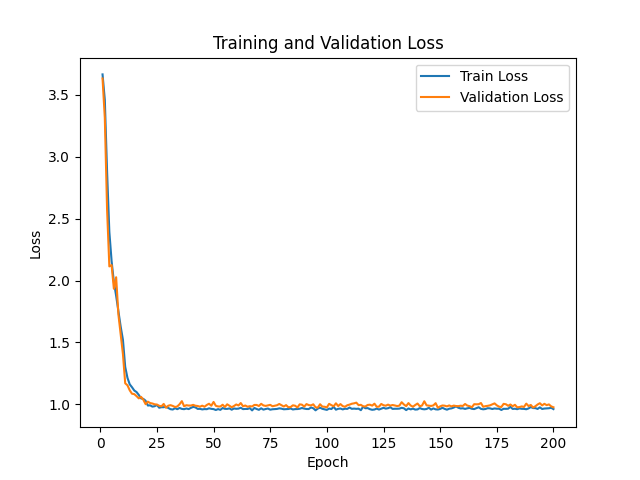 Training and Validation Loss
Train Loss
Validation Loss
3.5
3.0
2.5
2.0
1.5
1.0
Loss
0 25 50 75 100 125 150 175 200
Epoch